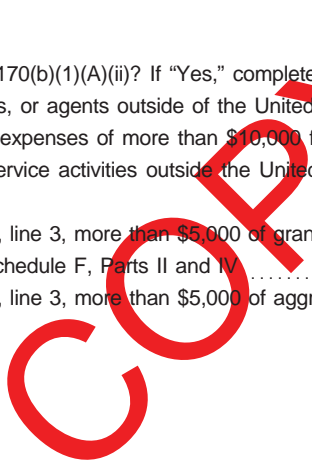 170(b)(1)(A)(ii)? If “Yes,” complete
s, or agents outside of the United
expenses of more than $10,000 f
ervice activities outside the United
, line 3, more than $5,000 of gran
chedule F, Parts II and IV ........
, line 3, more than $5,000 of aggr
COPY